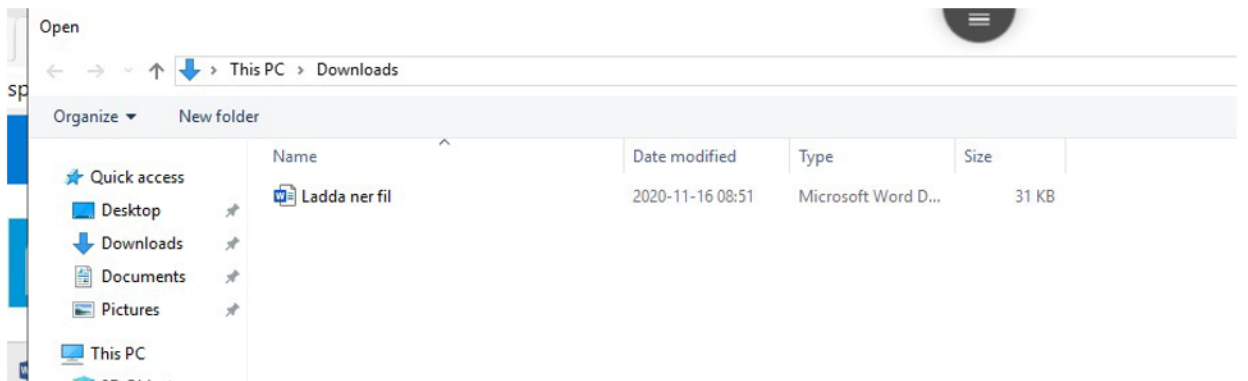 Open
This PC > Downloads
sp
Organize
New folder
Name
Date modified
Type
Size
Quick access
Ladda ner fil
2020-11-16 08:51
Microsoft Word D...
31 KB
Desktop
Downloads
Documents
Pictures
This PC